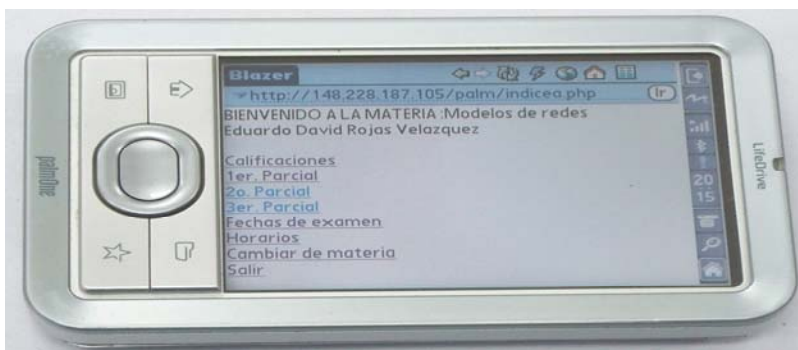 palmOne
Blazer
http://148.228.187.105/palm/indicea.php
Ir
BIENVENIDO A LA MATERIA :Modelos de redes
Eduardo David Rojas Velazquez
Calificaciones
1er. Parcial
2o. Parcial
3er. Parcial
Fechas de examen
Horarios
Cambiar de materia
Salir
20
15
LifeDrive